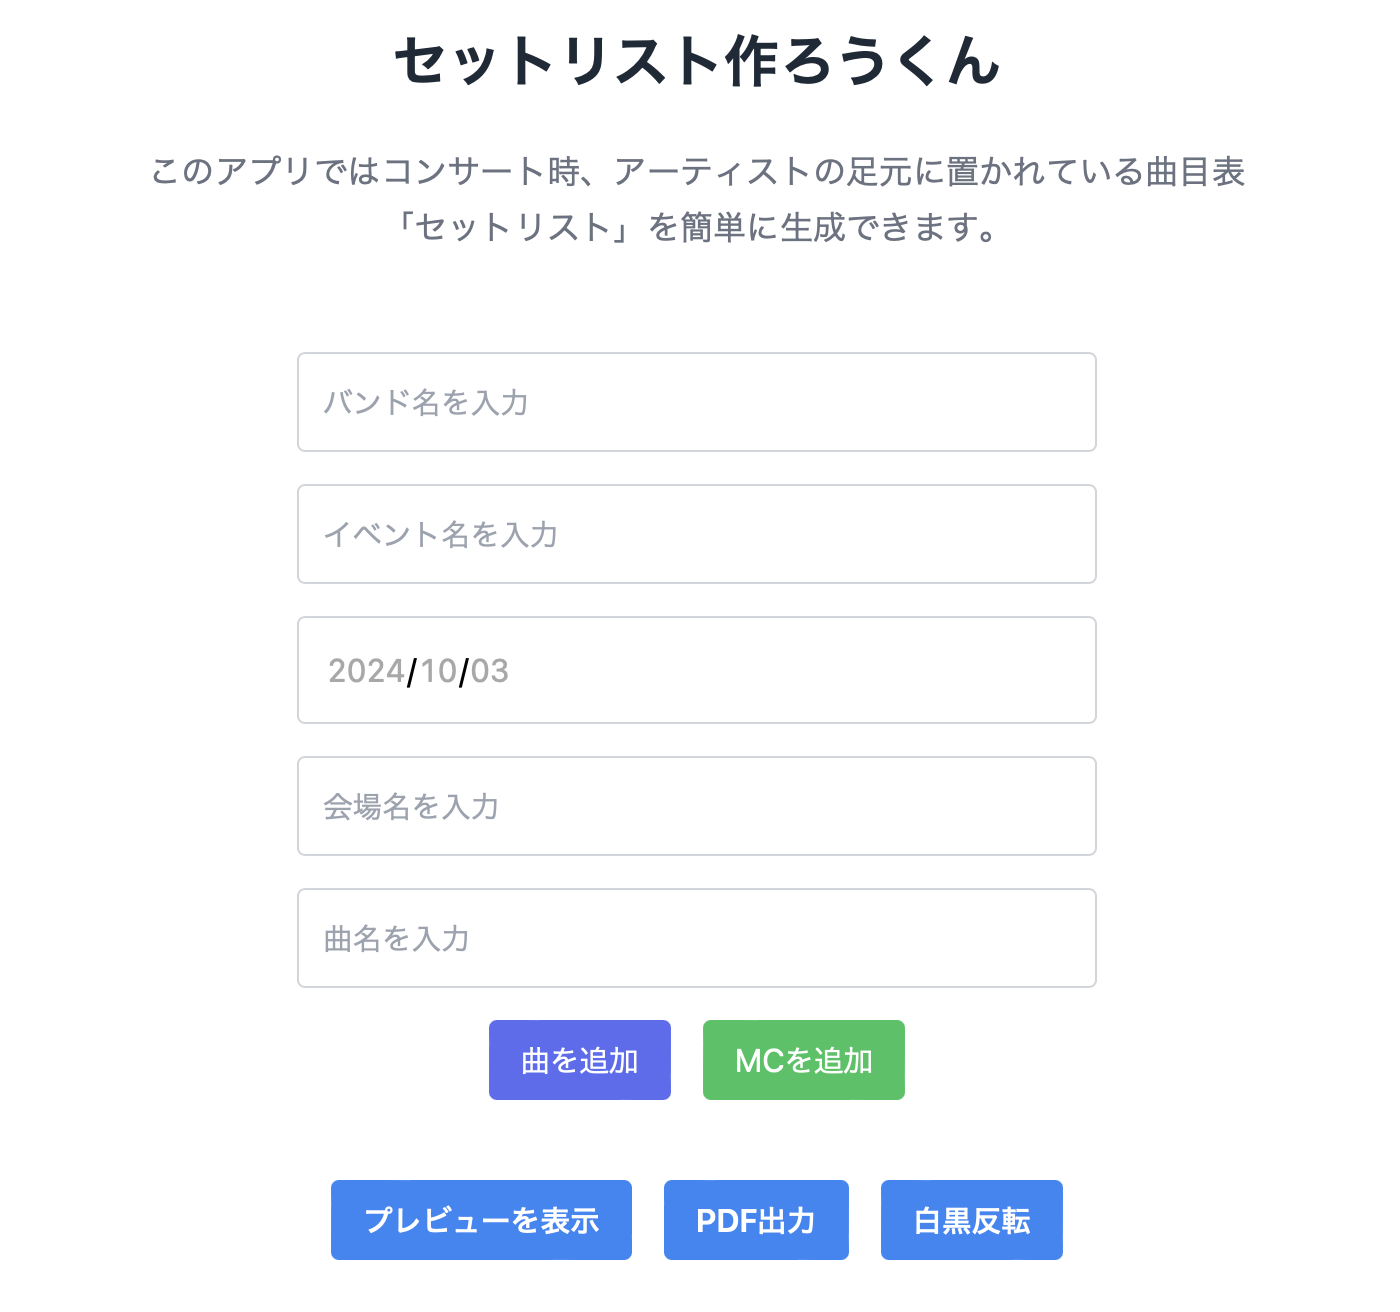 セットリスト作ろうくん
このアプリではコンサート時、アーティストの足元に置かれている曲目表
「セットリスト」を簡単に生成できます。
バンド名を入力
イベント名を入力
2024/10/03
会場名を入力
曲名を入力
曲を追加 MCを追加
プレビューを表示 PDF出力 白黒反転